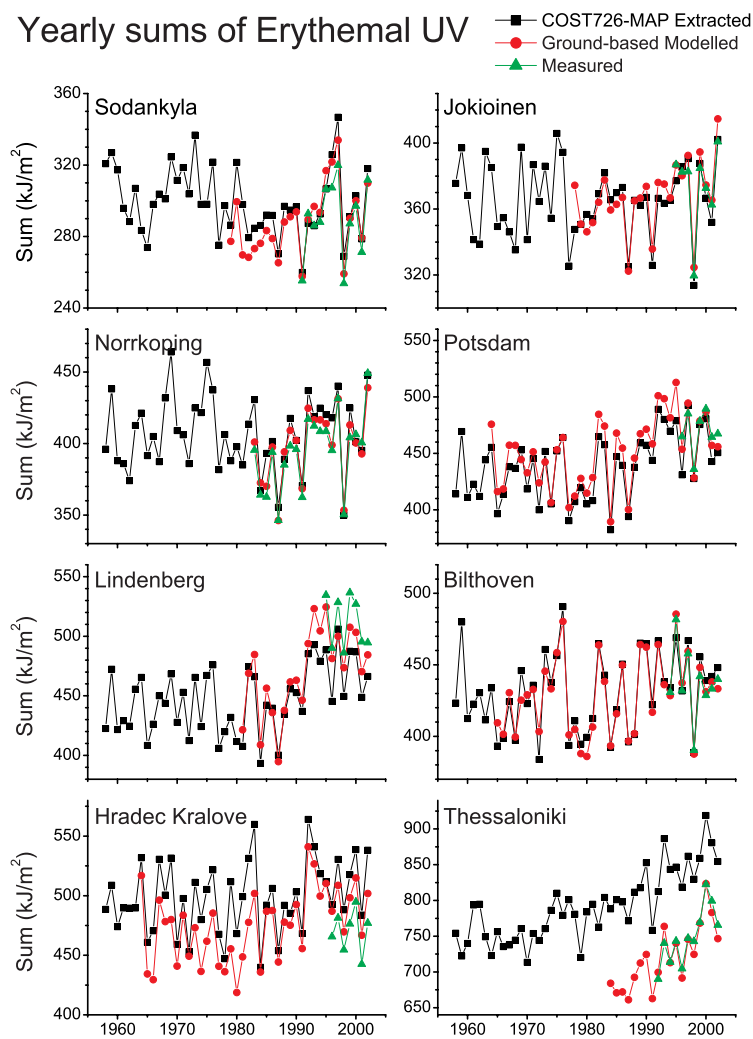 Yearly sums of Erythemal UV
COST726-MAP Extracted
Ground-based Modelled
Measured
Sodankyla
360
320
280
240
Sum (kJ/m²)
Jokioinen
400
360
320
Norrkoping
450
400
350
Sum (kJ/m²)
Potsdam
550
500
450
400
Lindenberg
550
500
450
400
Sum (kJ/m²)
Bilthoven
500
450
400
Hradec Kralove
550
500
450
400
Sum (kJ/m²)
1960 1970 1980 1990 2000
Thessaloniki
900
850
800
750
700
650
1960 1970 1980 1990 2000